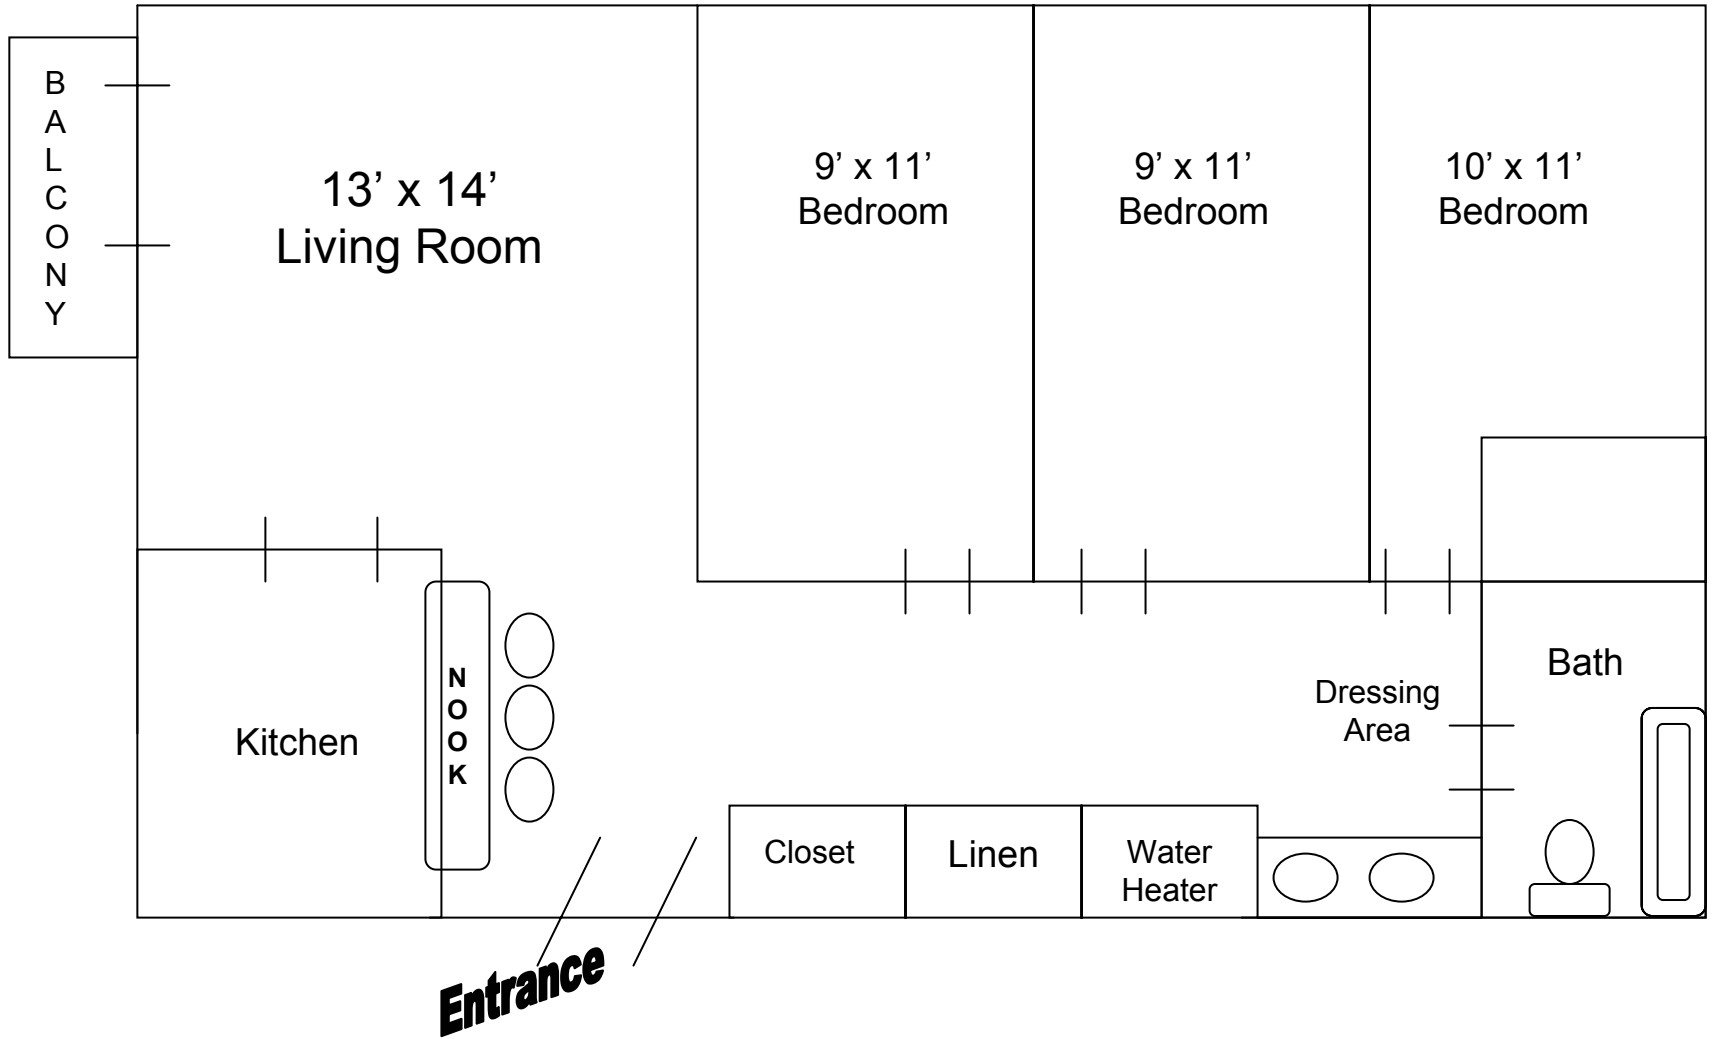 B
A
L
C
O
N
Y
13’ x 14’
Living Room
9’ x 11’
Bedroom
9’ x 11’
Bedroom
10’ x 11’
Bedroom
Kitchen
N
O
O
K
Dressing
Area
Bath
Closet
Linen
Water
Heater
Entrance